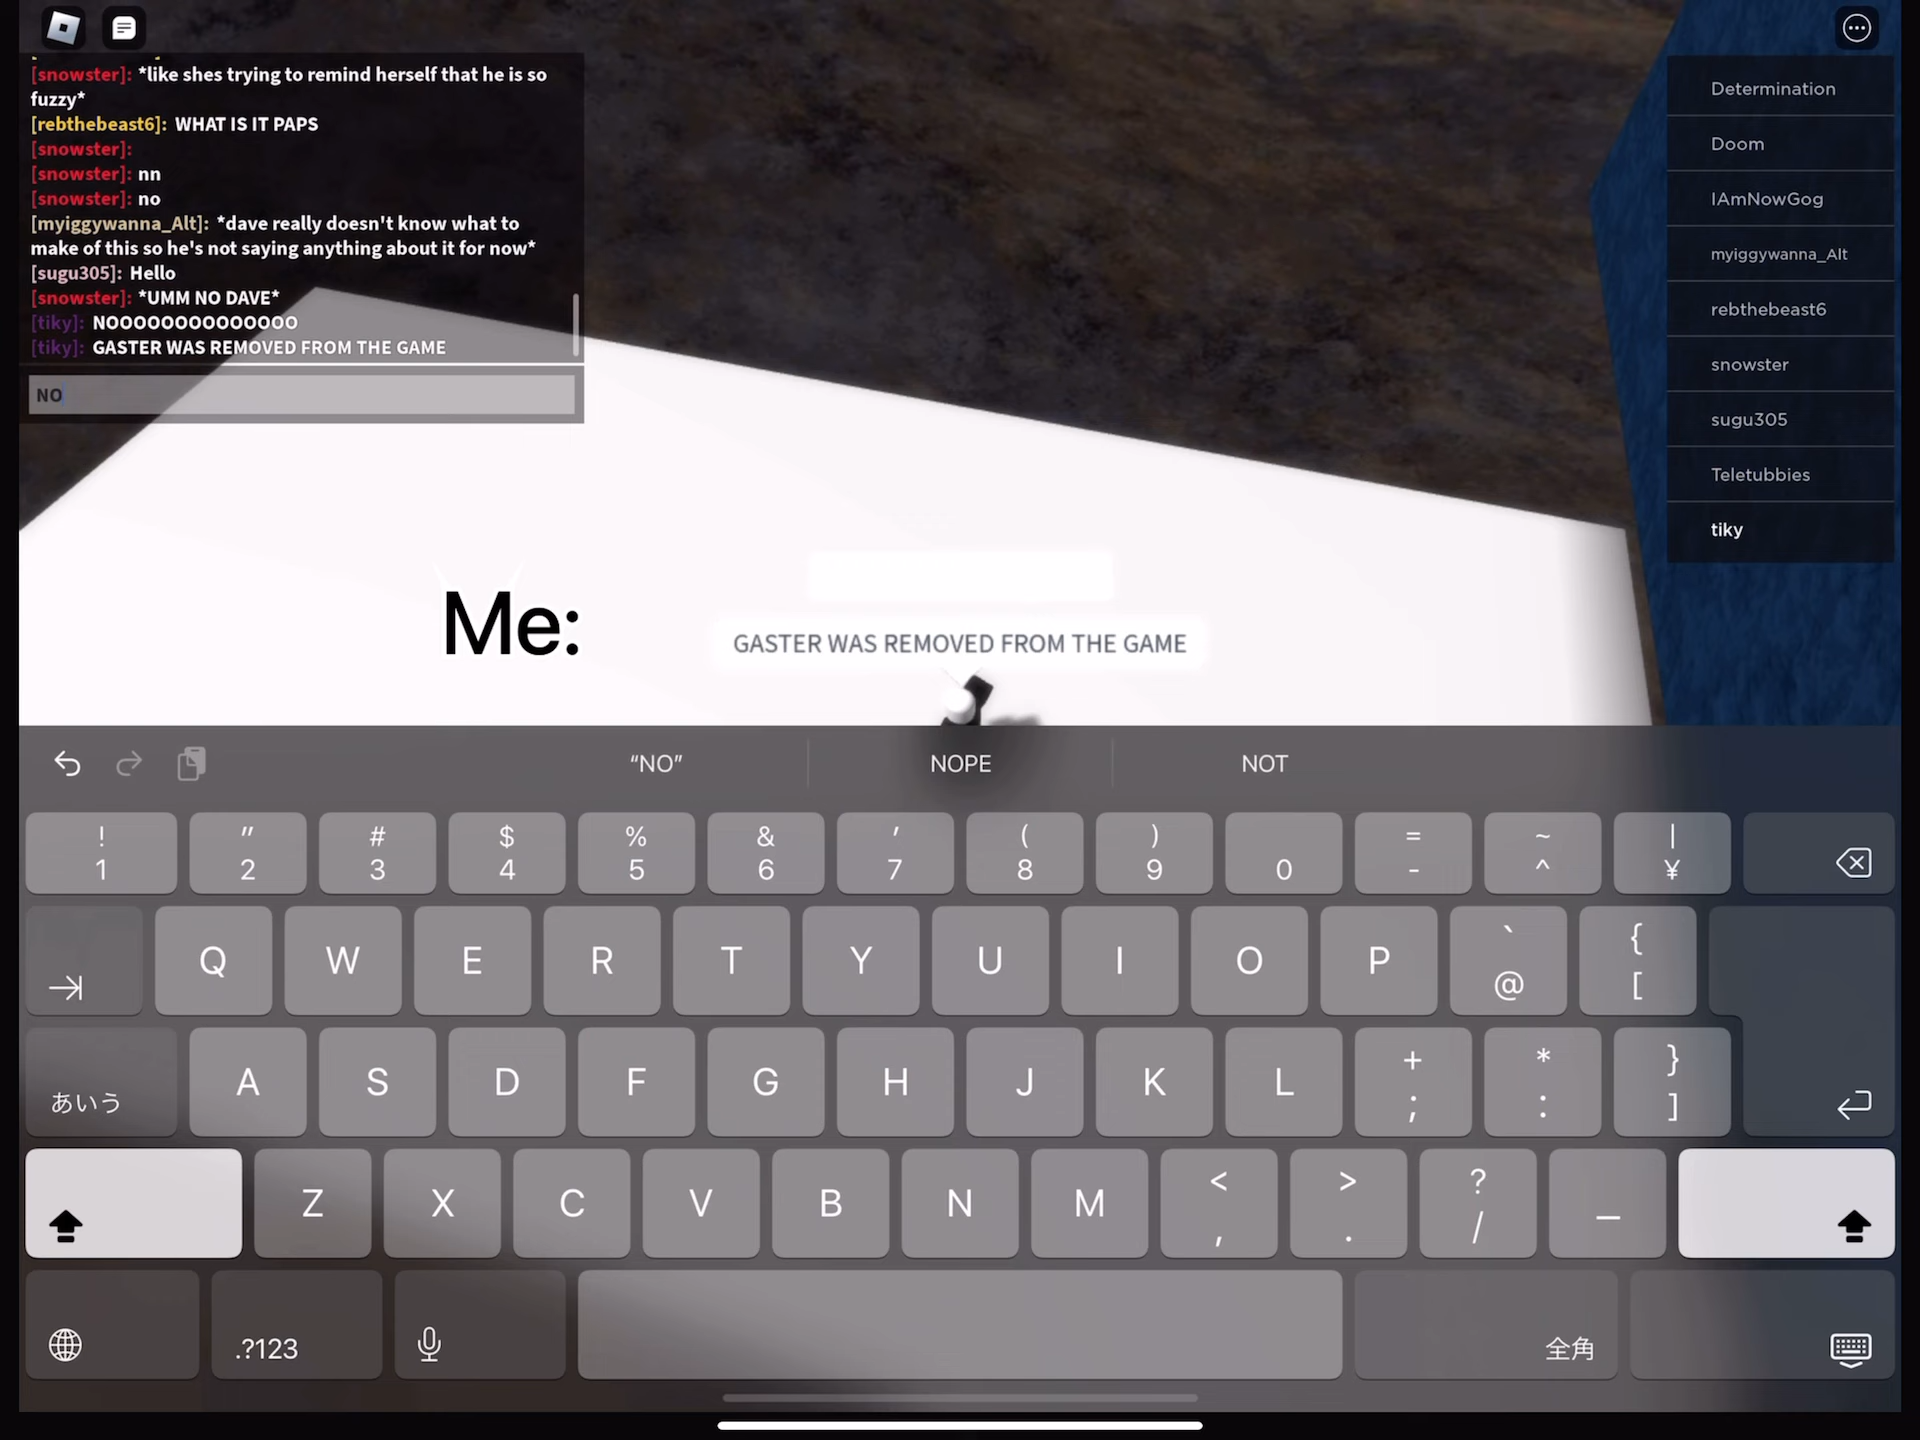 [snowster]: *like shes trying to remind herself that he is so
fuzzy*
[rebthebeast6]: WHAT IS IT PAPS
[snowster]:
[snowster]: nn
[snowster]: no
[myiggywanna_Alt]: *dave really doesn't know what to
make of this so he's not saying anything about it for now*
[sugu305]: Hello
[snowster]: *UMM NO DAVE*
[tiky]: NOOOOOOOOOOOOOO
[tiky]: GASTER WAS REMOVED FROM THE GAME
NO
Determination
Doom
IAmNowGog
myiggywanna_Alt
rebthebeast6
snowster
sugu305
Teletubbies
tiky
Me:
GASTER WAS REMOVED FROM THE GAME
“NO” NOPE NOT
! " # $ % & ' ( ) = ~ |
1 2 3 4 5 6 7 8 9 0 - ^ ¥
Q W E R T Y U I O P ` @ { [
あいう A S D F G H J K L + ; * : } ]
Z X C V B N M < , > . ? / _
.?123 全角